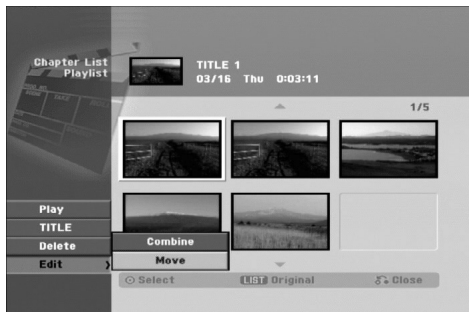 Chapter List
Playlist
TITLE 1
03/16 Thu 0:03:11
1/5
Play
TITLE
Delete
Edit
Combine
Move
Select
LIST Original
Close